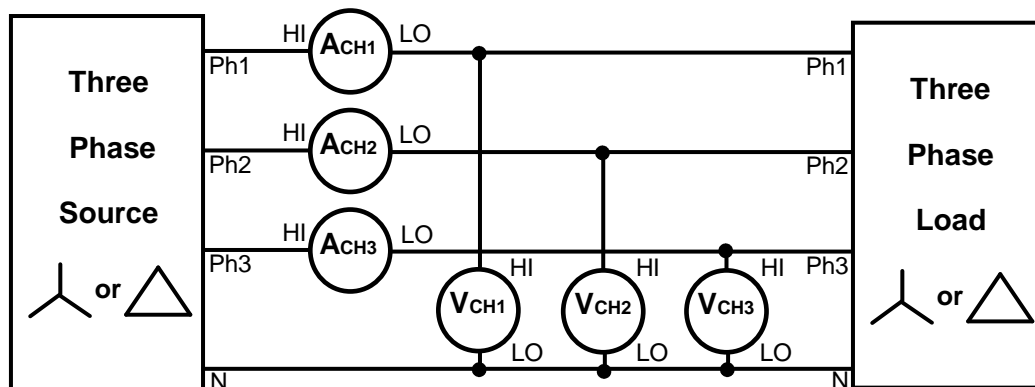 Three
Phase
Source
or
HI ACH1 LO
Ph1 Ph1
HI ACH2 LO
Ph2 Ph2
HI ACH3 LO
Ph3 Ph3
HI HI HI
VCH1 VCH2 VCH3
LO LO LO
N N
Three
Phase
Load
or